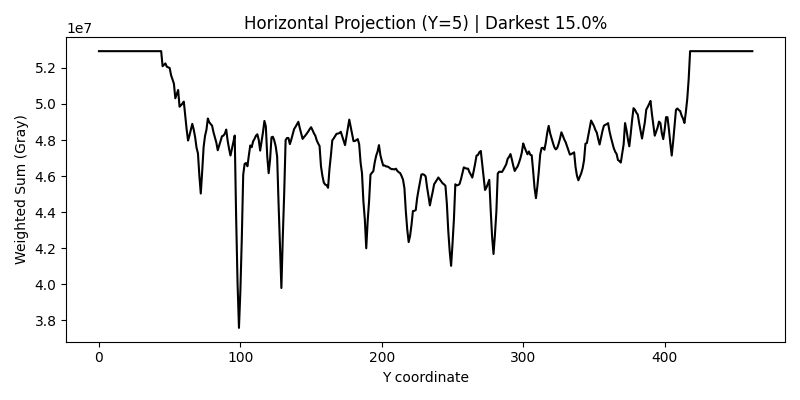 Horizontal Projection (Y=5) | Darkest 15.0%
1e7
5.2
5.0
4.8
4.6
4.4
4.2
4.0
3.8
Weighted Sum (Gray)
0 100 200 300 400
Y coordinate